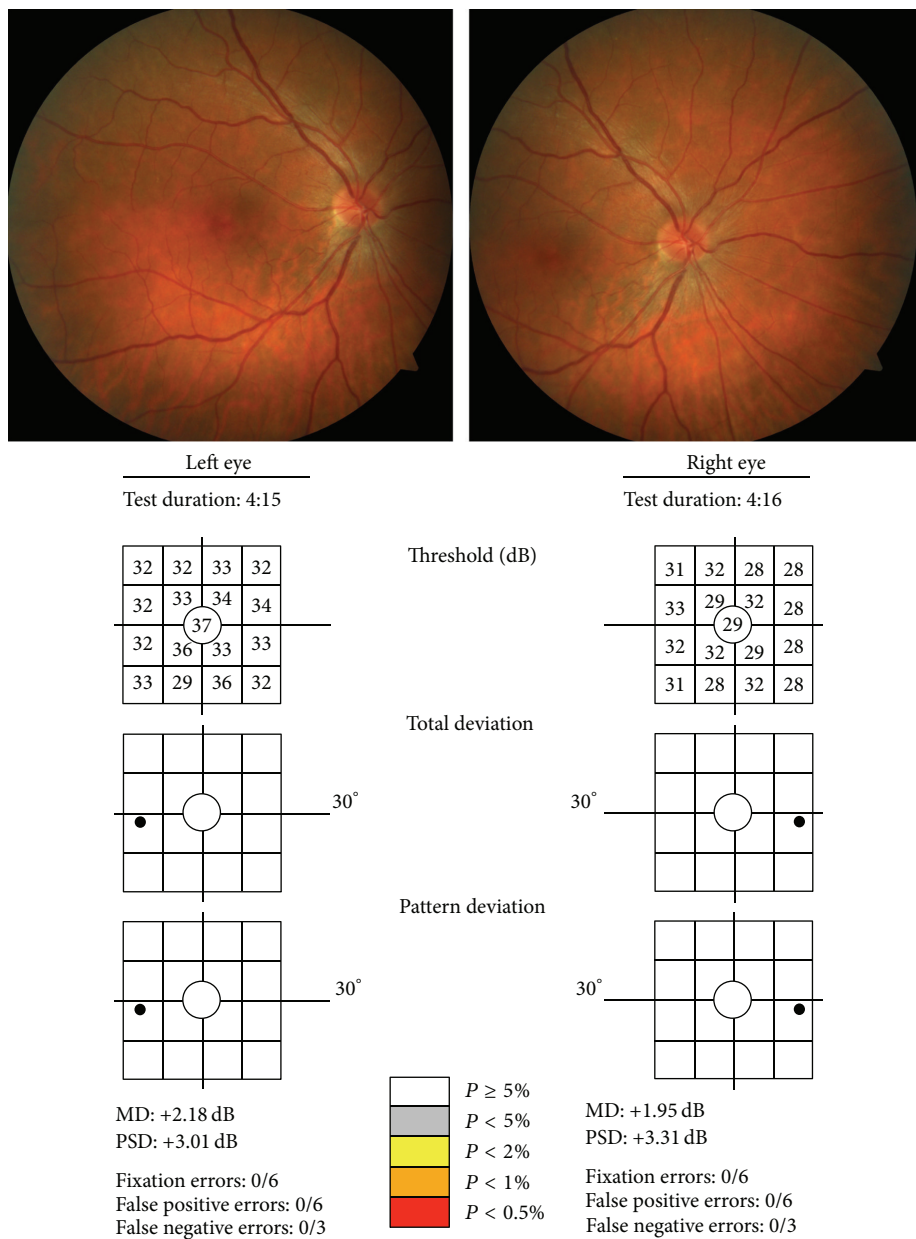 Left eye
Right eye
Test duration: 4:15
Test duration: 4:16
Threshold (dB)
32 32 33 32
32 33 34 34
37
32 36 33 33
33 29 36 32
31 32 28 28
33 29 32 28
29
32 32 29 28
31 28 32 28
Total deviation
30°
30°
Pattern deviation
30°
30°
MD: +2.18 dB
PSD: +3.01 dB
Fixation errors: 0/6
False positive errors: 0/6
False negative errors: 0/3
P ≥ 5%
P < 5%
P < 2%
P < 1%
P < 0.5%
MD: +1.95 dB
PSD: +3.31 dB
Fixation errors: 0/6
False positive errors: 0/6
False negative errors: 0/3